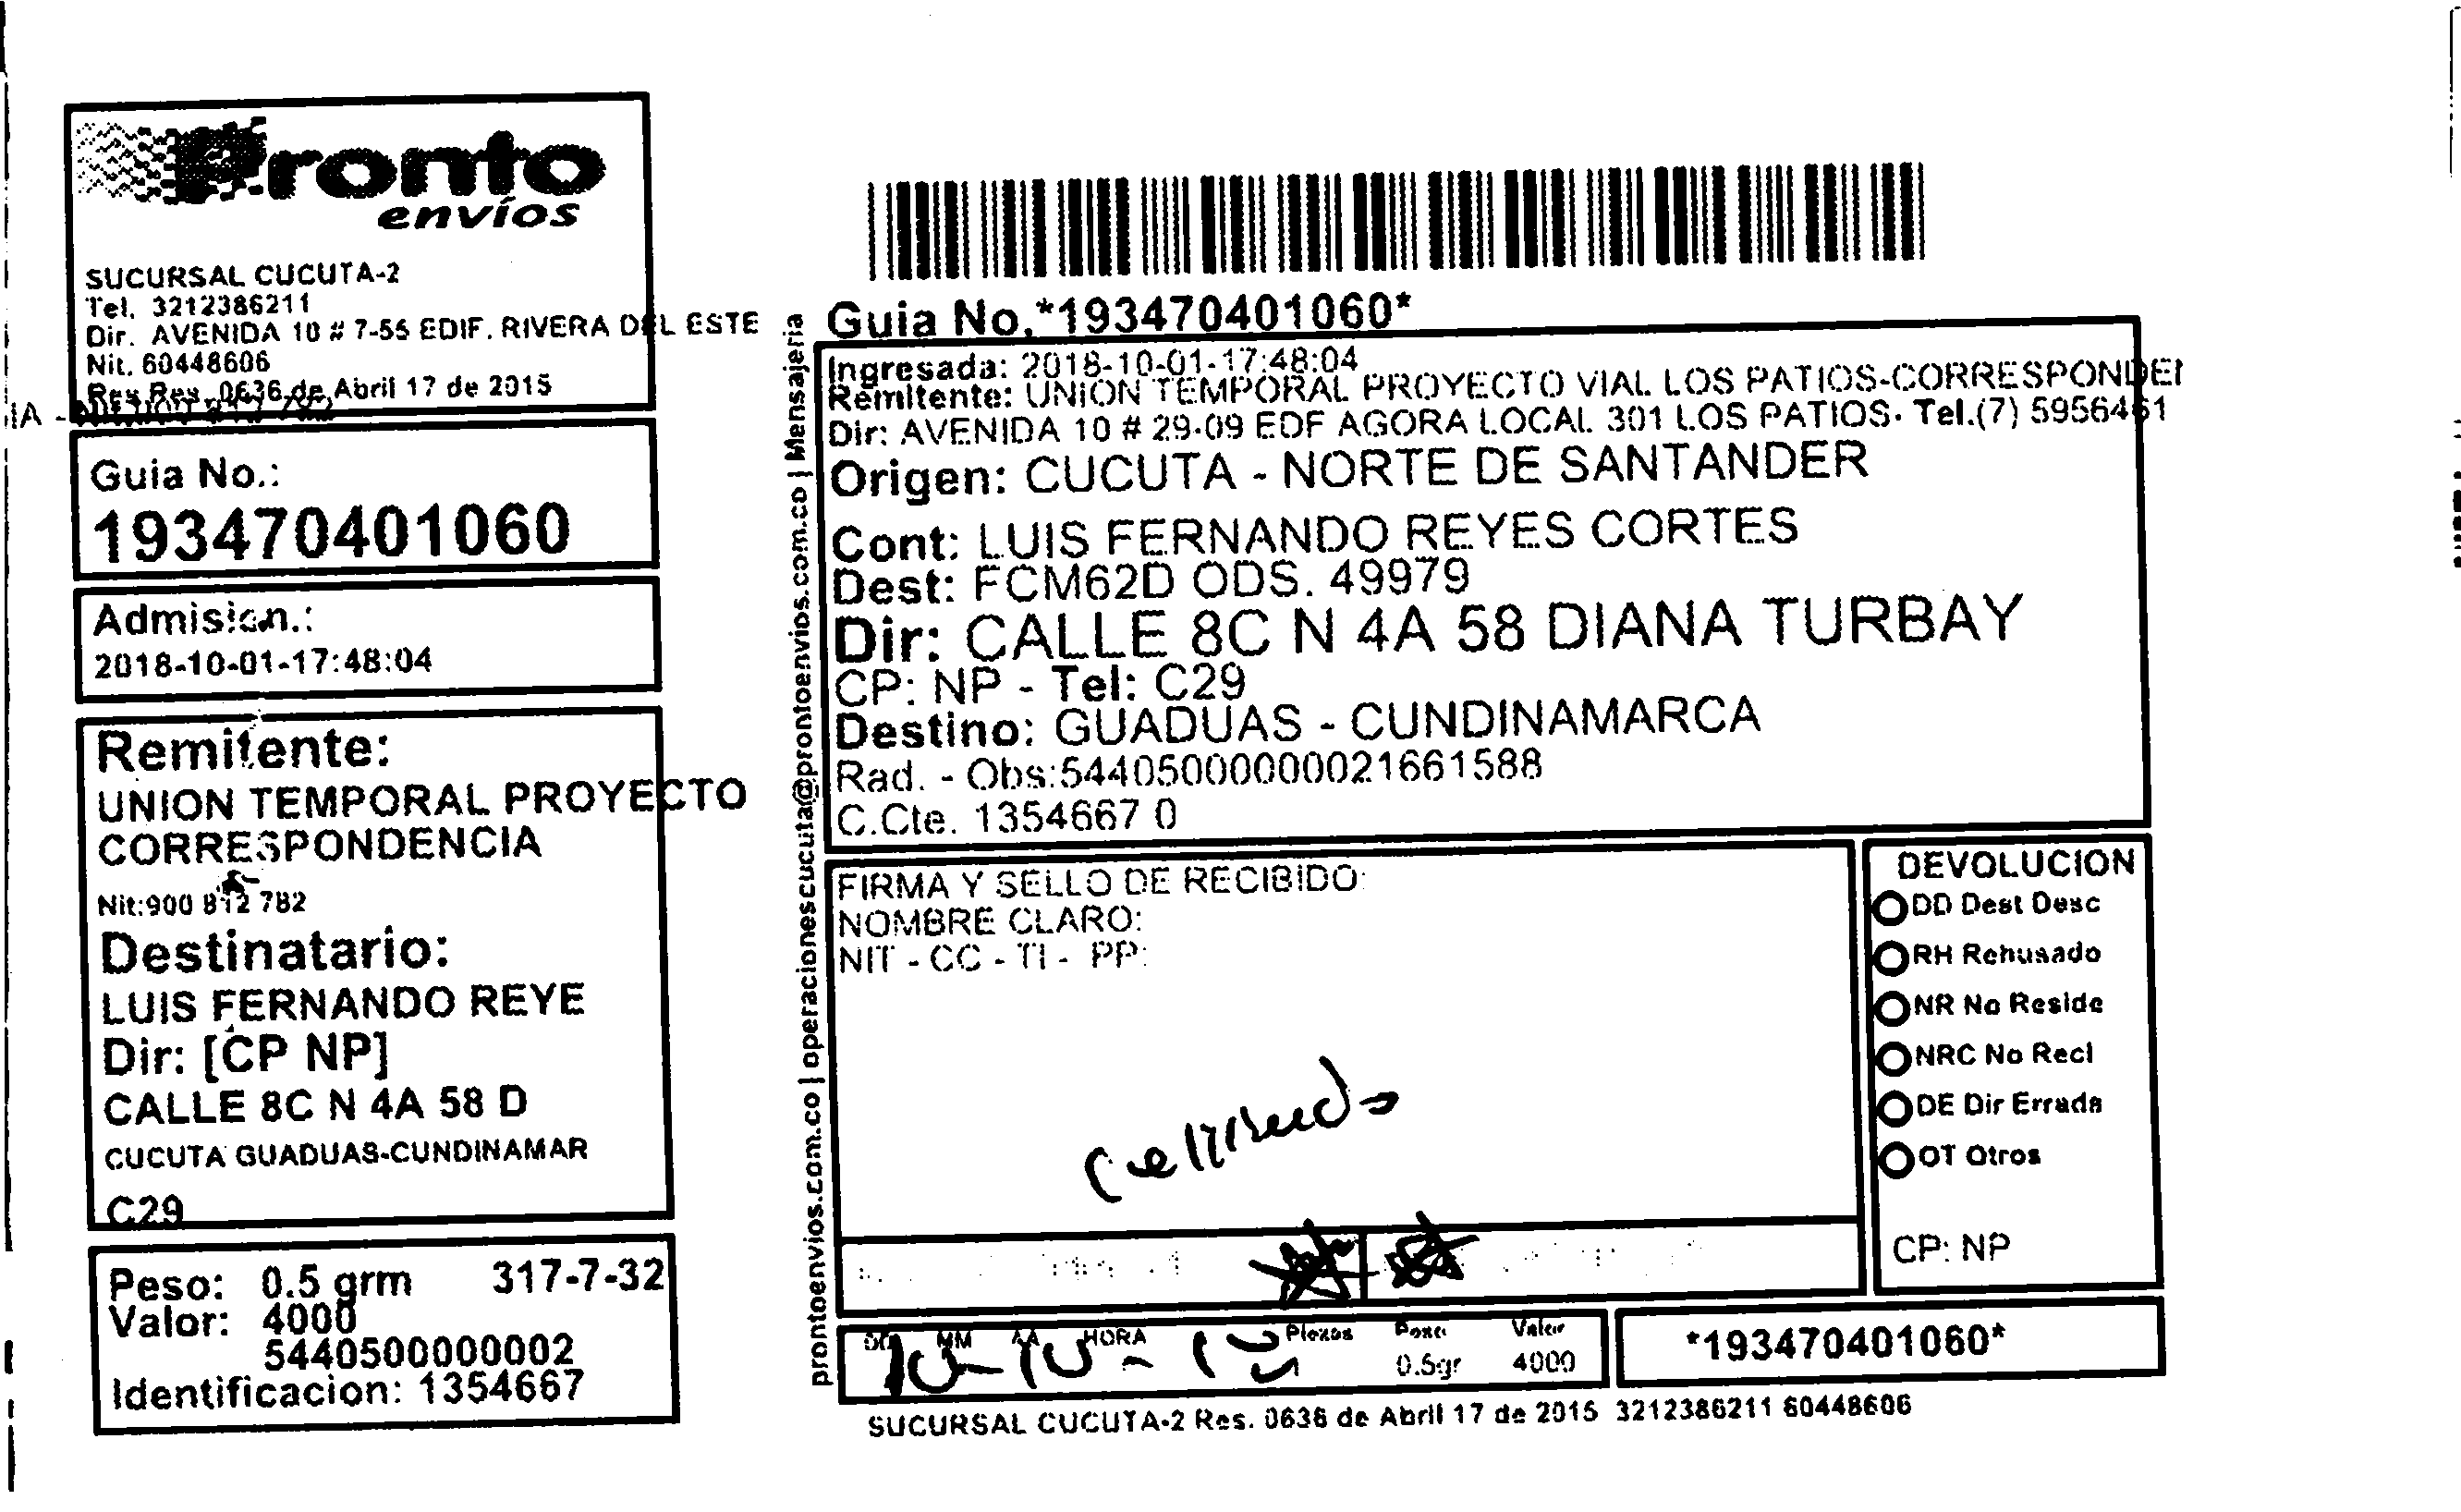 Pronto
envíos
SUCURSAL CUCUTA-2
Tel. 3212386211
Dir. AVENIDA 10 # 7-55 EDIF. RIVERA DEL ESTE
Nit. 60448606
Res Res. 0636 de Abril 17 de 2015
Guia No.:
193470401060
Admision.:
2018-10-01-17:48:04
Remitente:
UNION TEMPORAL PROYECTO
CORRESPONDENCIA
Nit:900 812 782
Destinatario:
LUIS FERNANDO REYE
Dir: [CP NP]
CALLE 8C N 4A 58 D
CUCUTA GUADUAS-CUNDINAMAR
C29
Peso: 0.5 grm 317-7-32
Valor: 4000
5440500000002
Identificacion: 1354667
prontoenvios.com.co | operacionescucuta@prontoenvios.com.co | Mensajeria
Guia No.*193470401060*
Ingresada: 2018-10-01-17:48:04
Remitente: UNION TEMPORAL PROYECTO VIAL LOS PATIOS-CORRESPONDEN
Dir: AVENIDA 10 # 29-09 EDF AGORA LOCAL 301 LOS PATIOS- Tel.(7) 5956461
Origen: CUCUTA - NORTE DE SANTANDER
Cont: LUIS FERNANDO REYES CORTES
Dest: FCM62D ODS. 49979
Dir: CALLE 8C N 4A 58 DIANA TURBAY
CP: NP - Tel: C29
Destino: GUADUAS - CUNDINAMARCA
Rad. - Obs:544050000000021661588
C.Cte. 1354667 0
FIRMA Y SELLO DE RECIBIDO:
NOMBRE CLARO:
NIT - CC - TI - PP:
DEVOLUCION
DD Dest Desc
RH Rehusado
NR No Reside
NRC No Recl
DE Dir Errada
OT Otros
CP: NP
DD MM AA HORA Piezas Peso Valor
0.5gr 4000
*193470401060*
SUCURSAL CUCUTA-2 Res. 0636 de Abril 17 de 2015 3212386211 60448606